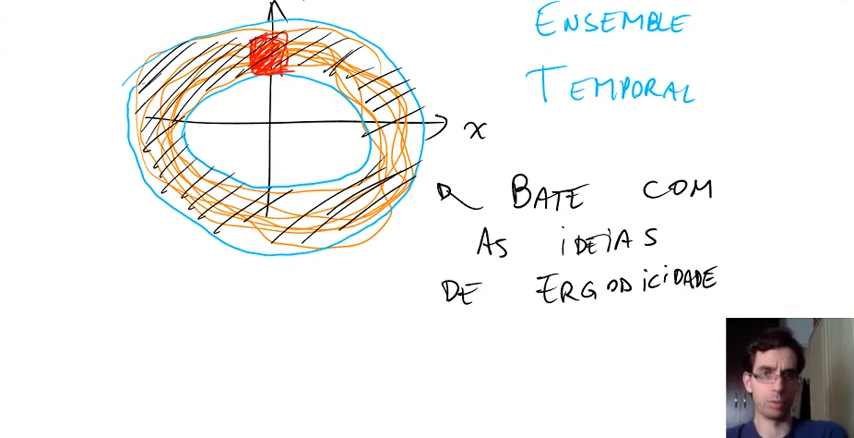 ENSEMBLE
TEMPORAL
x
BATE COM
AS IDEIAS
DE ERGODICIDADE